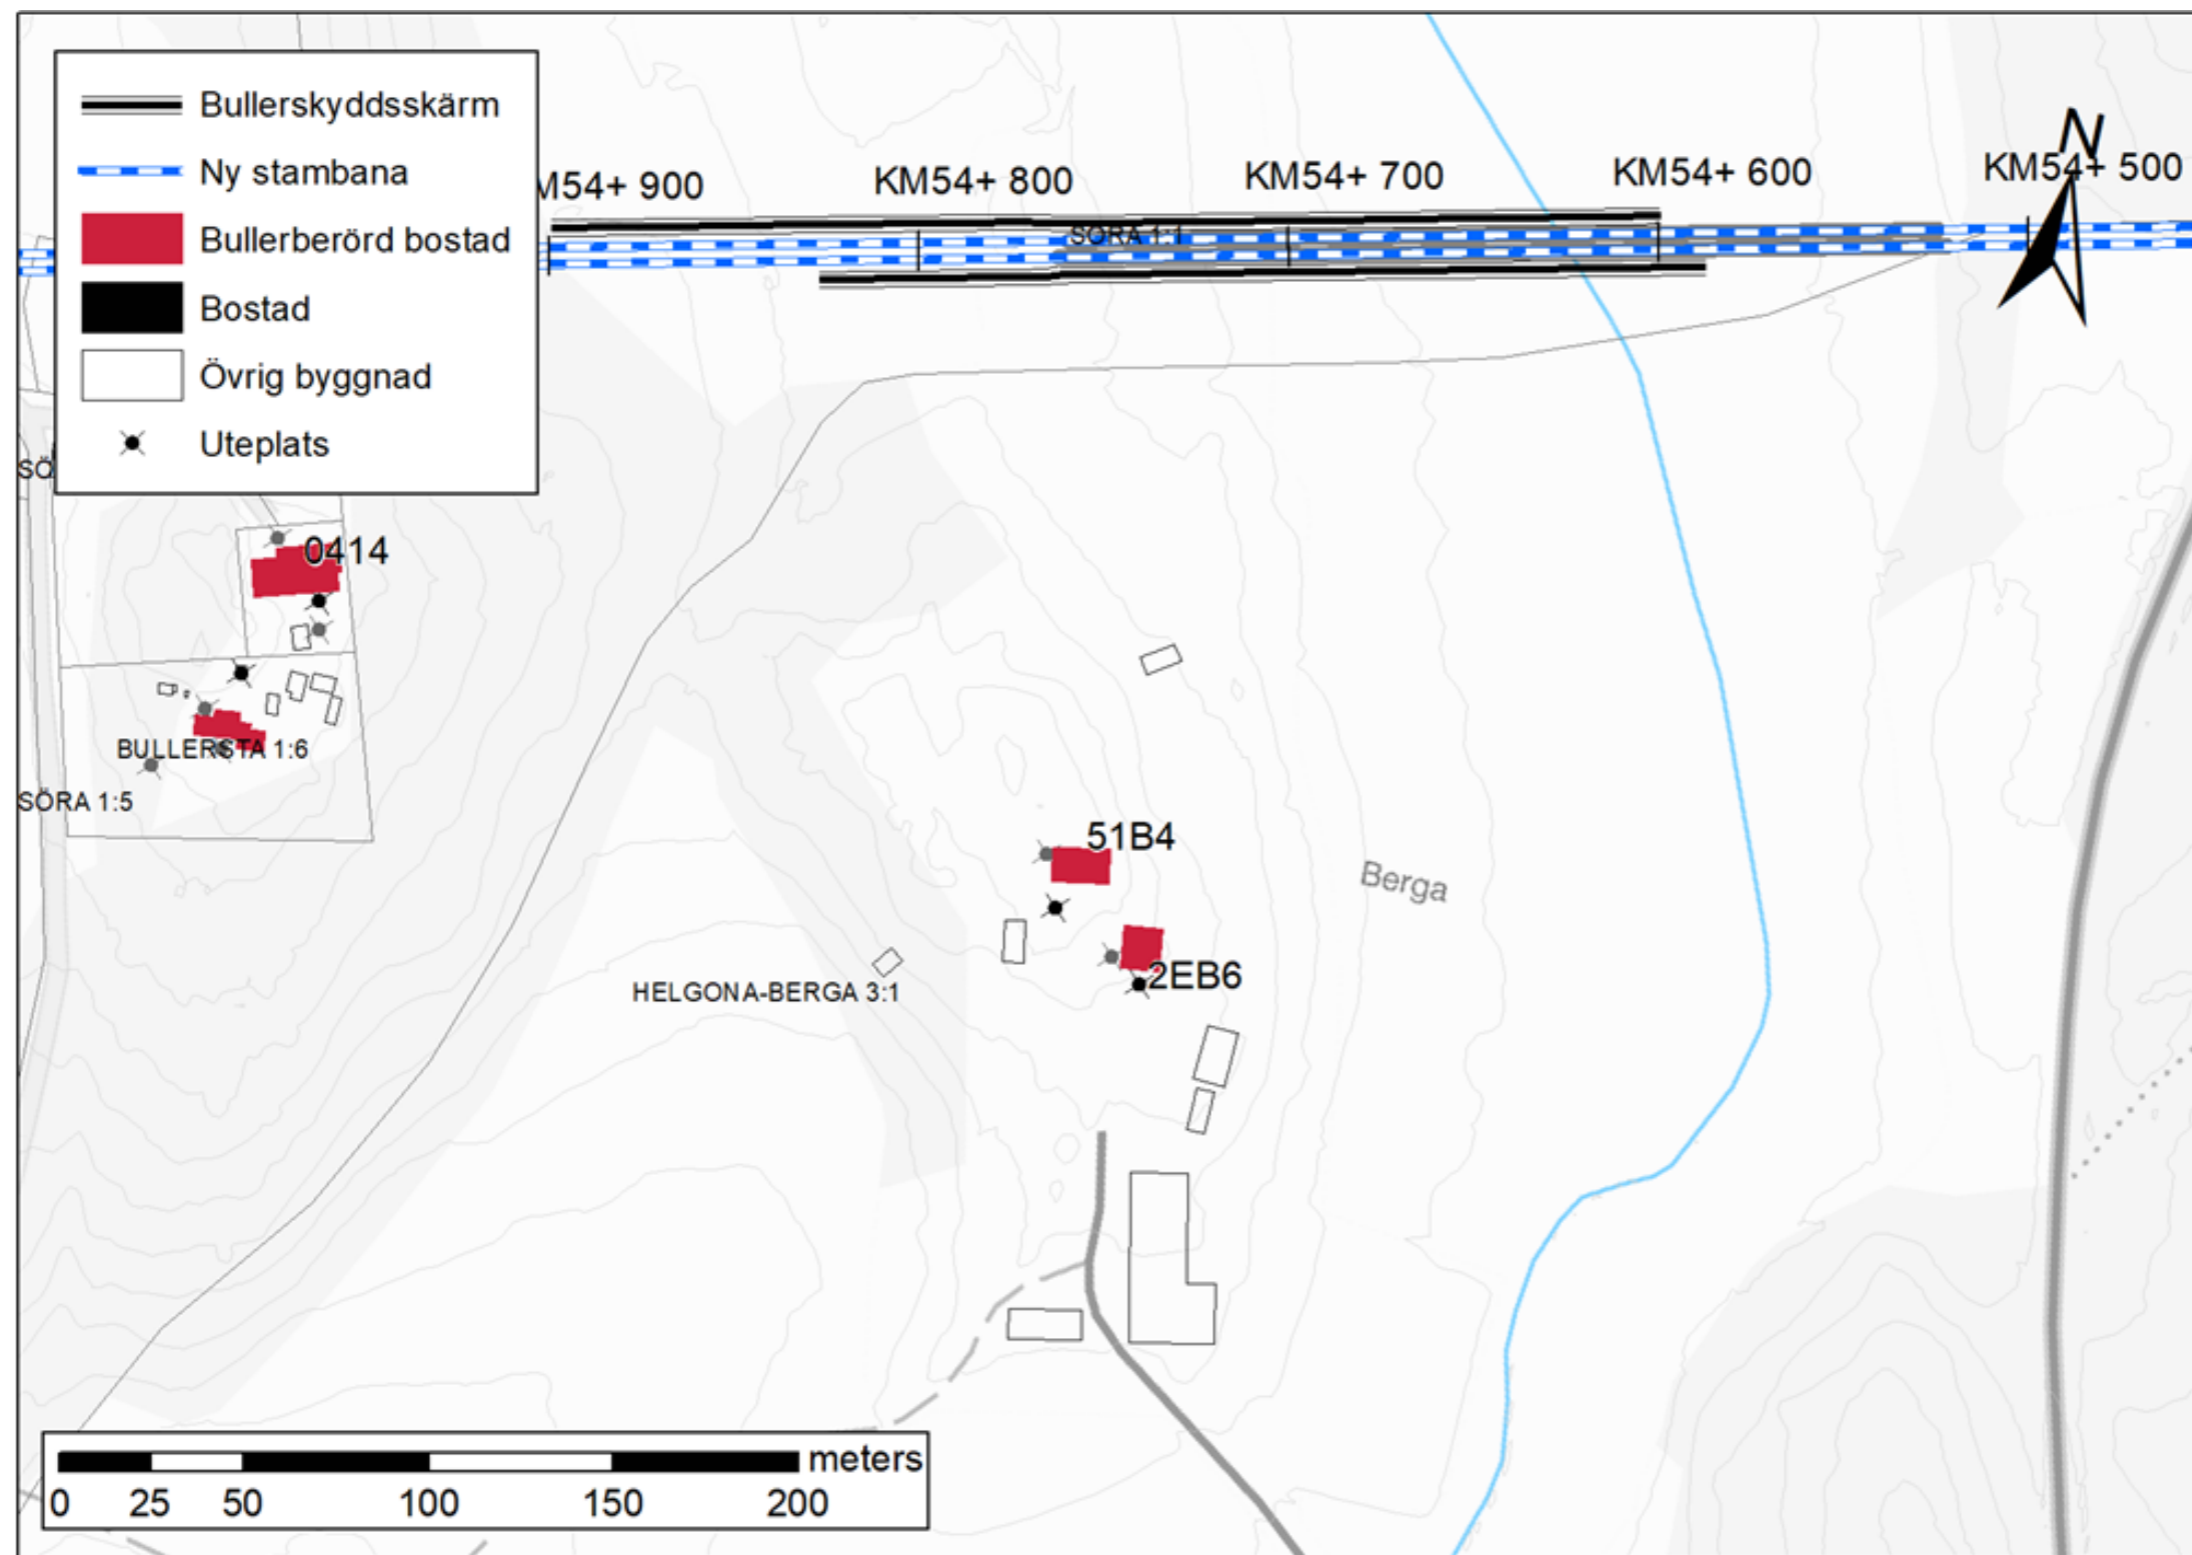 Bullerskyddsskärm
Ny stambana
Bullerberörd bostad
Bostad
Övrig byggnad
Uteplats
N
M54+ 900
KM54+ 800
KM54+ 700
KM54+ 600
KM54+ 500
SÖRA 1:1
SÖ
0414
BULLERSTA 1:6
SÖRA 1:5
51B4
Berga
2EB6
HELGONA-BERGA 3:1
meters
0 25 50 100 150 200